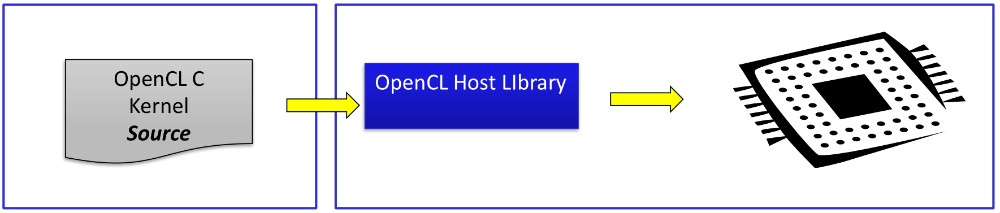 OpenCL C
Kernel
Source
OpenCL Host LIbrary